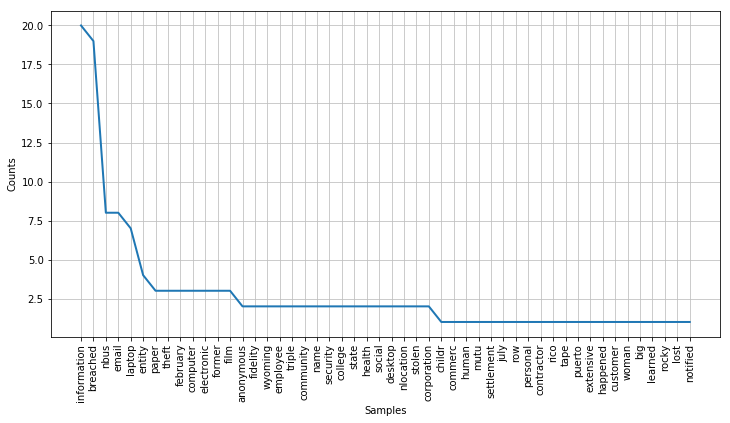 20.0
17.5
15.0
12.5
10.0
7.5
5.0
2.5
Counts
information
breached
nbus
email
laptop
entity
paper
theft
february
computer
electronic
former
film
anonymous
fidelity
wyoming
employee
triple
community
name
security
college
state
health
social
desktop
nlocation
stolen
corporation
childr
commerc
human
mutu
settlement
july
row
personal
contractor
rico
tape
puerto
extensive
happened
customer
woman
big
learned
rocky
lost
notified
Samples